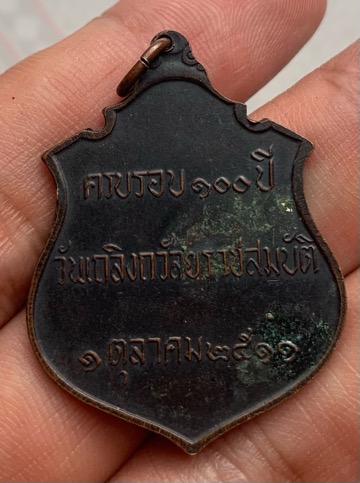 ครบรอบ ๑๐๐ ปี
วันเถลิงถวัลยราชสมบัติ
๑ ตุลาคม ๒๕๑๑